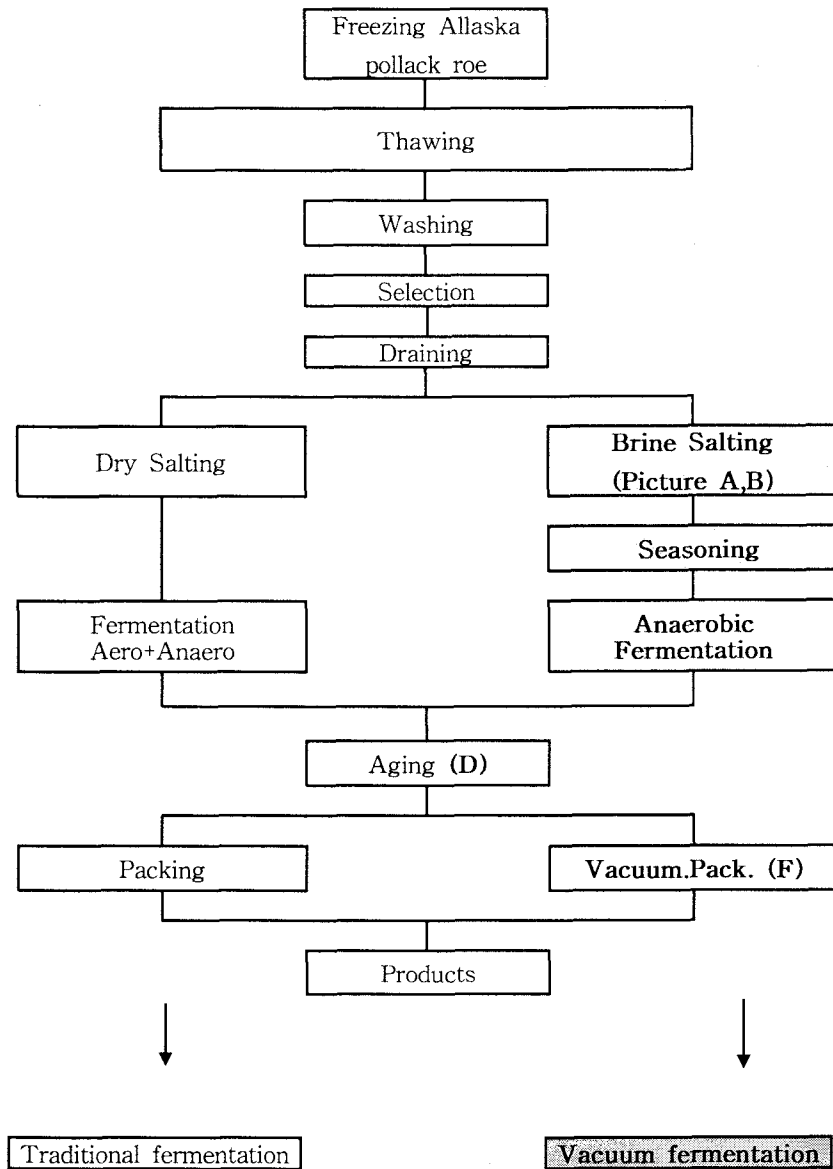 Freezing Allaska
pollack roe
Thawing
Washing
Selection
Draining
Dry Salting
Brine Salting
(Picture A,B)
Seasoning
Fermentation
Aero+Anaero
Anaerobic
Fermentation
Aging (D)
Packing
Vacuum.Pack. (F)
Products
Traditional fermentation
Vacuum fermentation